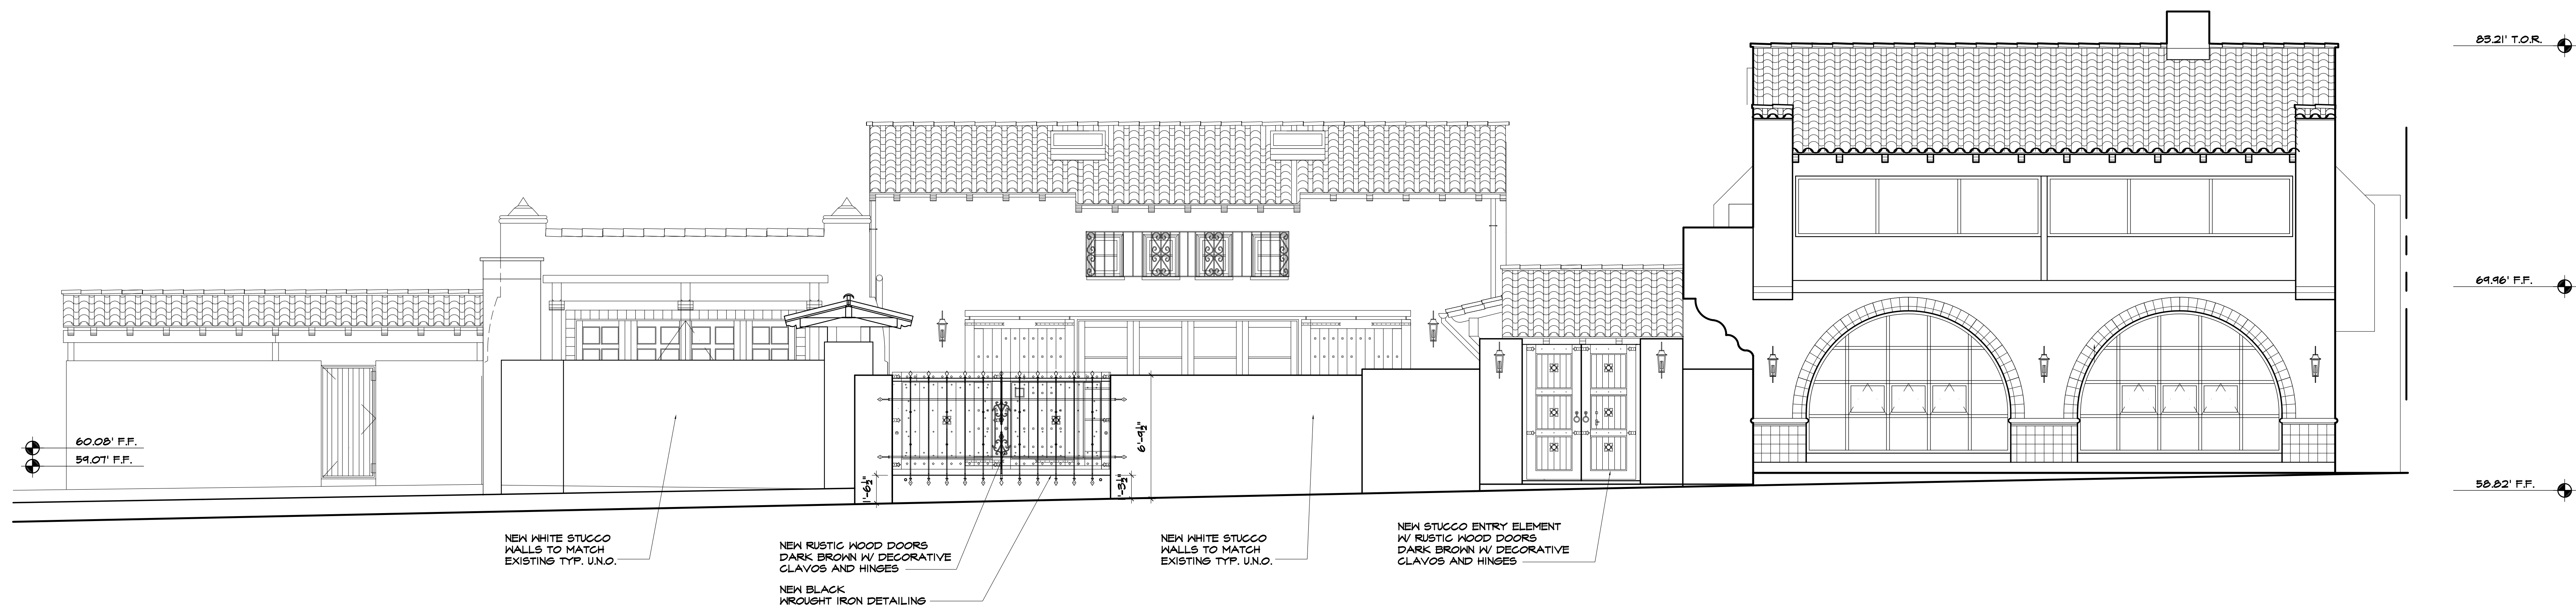 83.21' T.O.R.
69.96' F.F.
60.08' F.F.
59.07' F.F.
58.82' F.F.
6'-9½"
1'-6½"
1'-3½"
NEW WHITE STUCCO
WALLS TO MATCH
EXISTING TYP. U.N.O.
NEW RUSTIC WOOD DOORS
DARK BROWN W/ DECORATIVE
CLAVOS AND HINGES
NEW BLACK
WROUGHT IRON DETAILING
NEW WHITE STUCCO
WALLS TO MATCH
EXISTING TYP. U.N.O.
NEW STUCCO ENTRY ELEMENT
W/ RUSTIC WOOD DOORS
DARK BROWN W/ DECORATIVE
CLAVOS AND HINGES